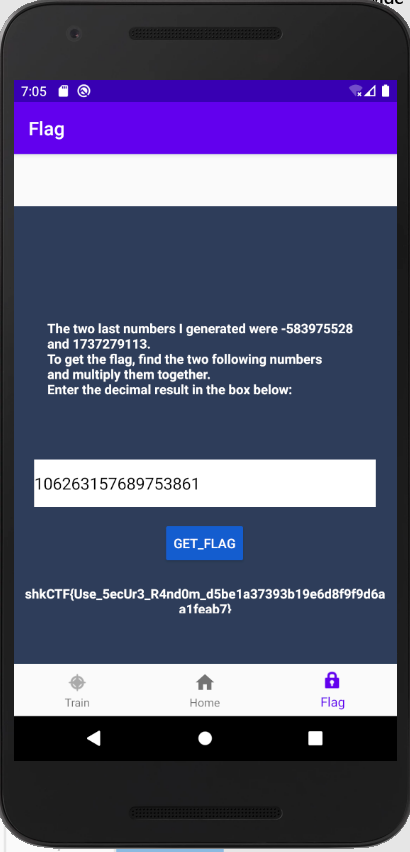 7:05
Flag
The two last numbers I generated were -583975528
and 1737279113.
To get the flag, find the two following numbers
and multiply them together.
Enter the decimal result in the box below:
106263157689753861
GET_FLAG
shkCTF{Use_5ecUr3_R4nd0m_d5be1a37393b19e6d8f9f9d6a
a1feab7}
Train
Home
Flag